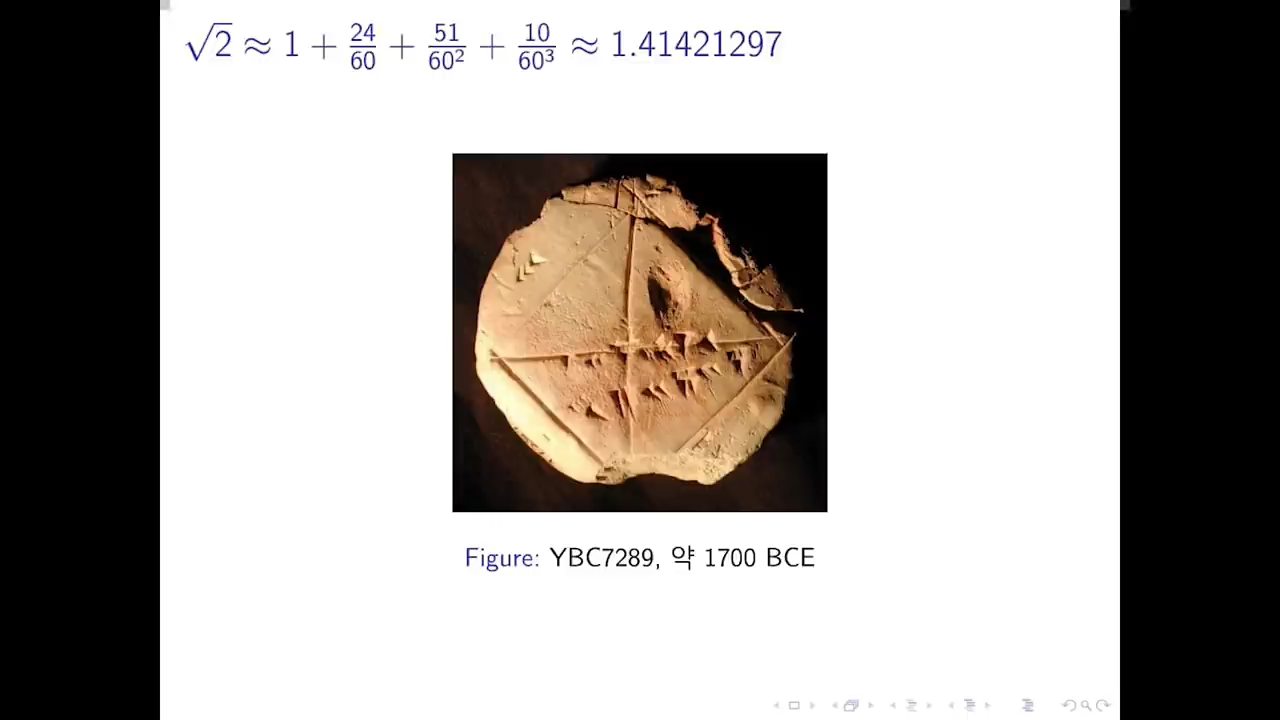 √2 ≈ 1 + 24/60 + 51/60² + 10/60³ ≈ 1.41421297
Figure: YBC7289, 약 1700 BCE